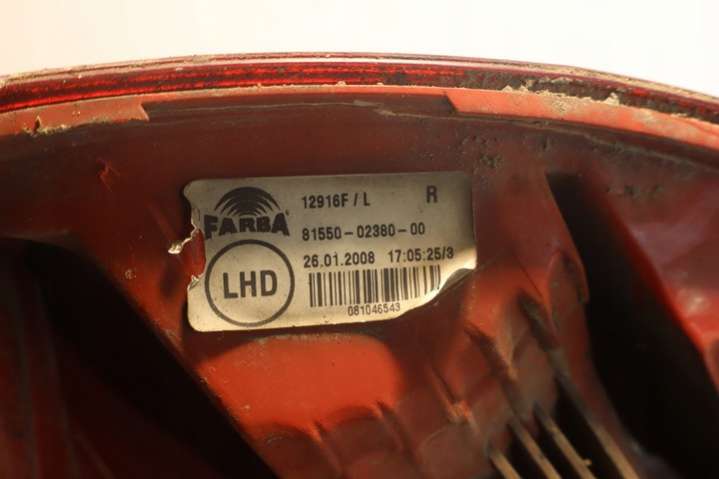 12916F / L R
FARBA
81550-02380-00
26.01.2008 17:05:25/3
LHD
081046543